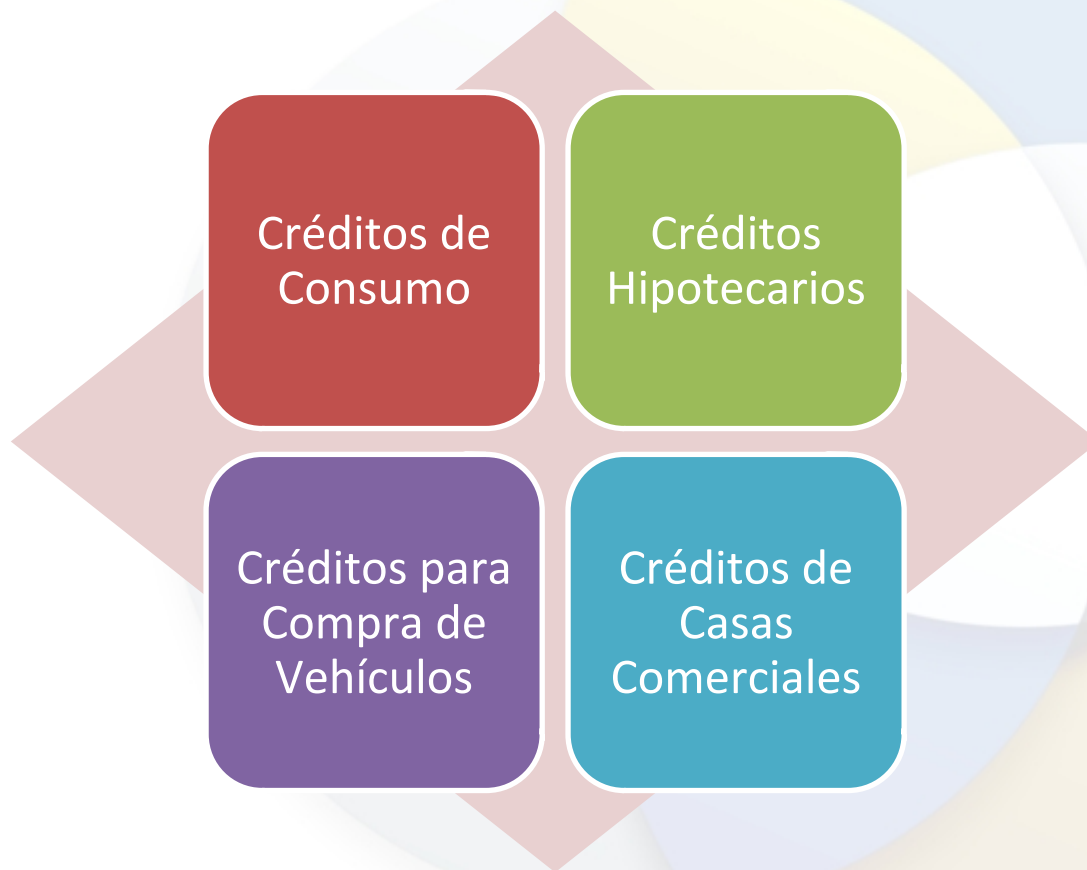 Créditos de
Consumo
Créditos
Hipotecarios
Créditos para
Compra de
Vehículos
Créditos de
Casas
Comerciales